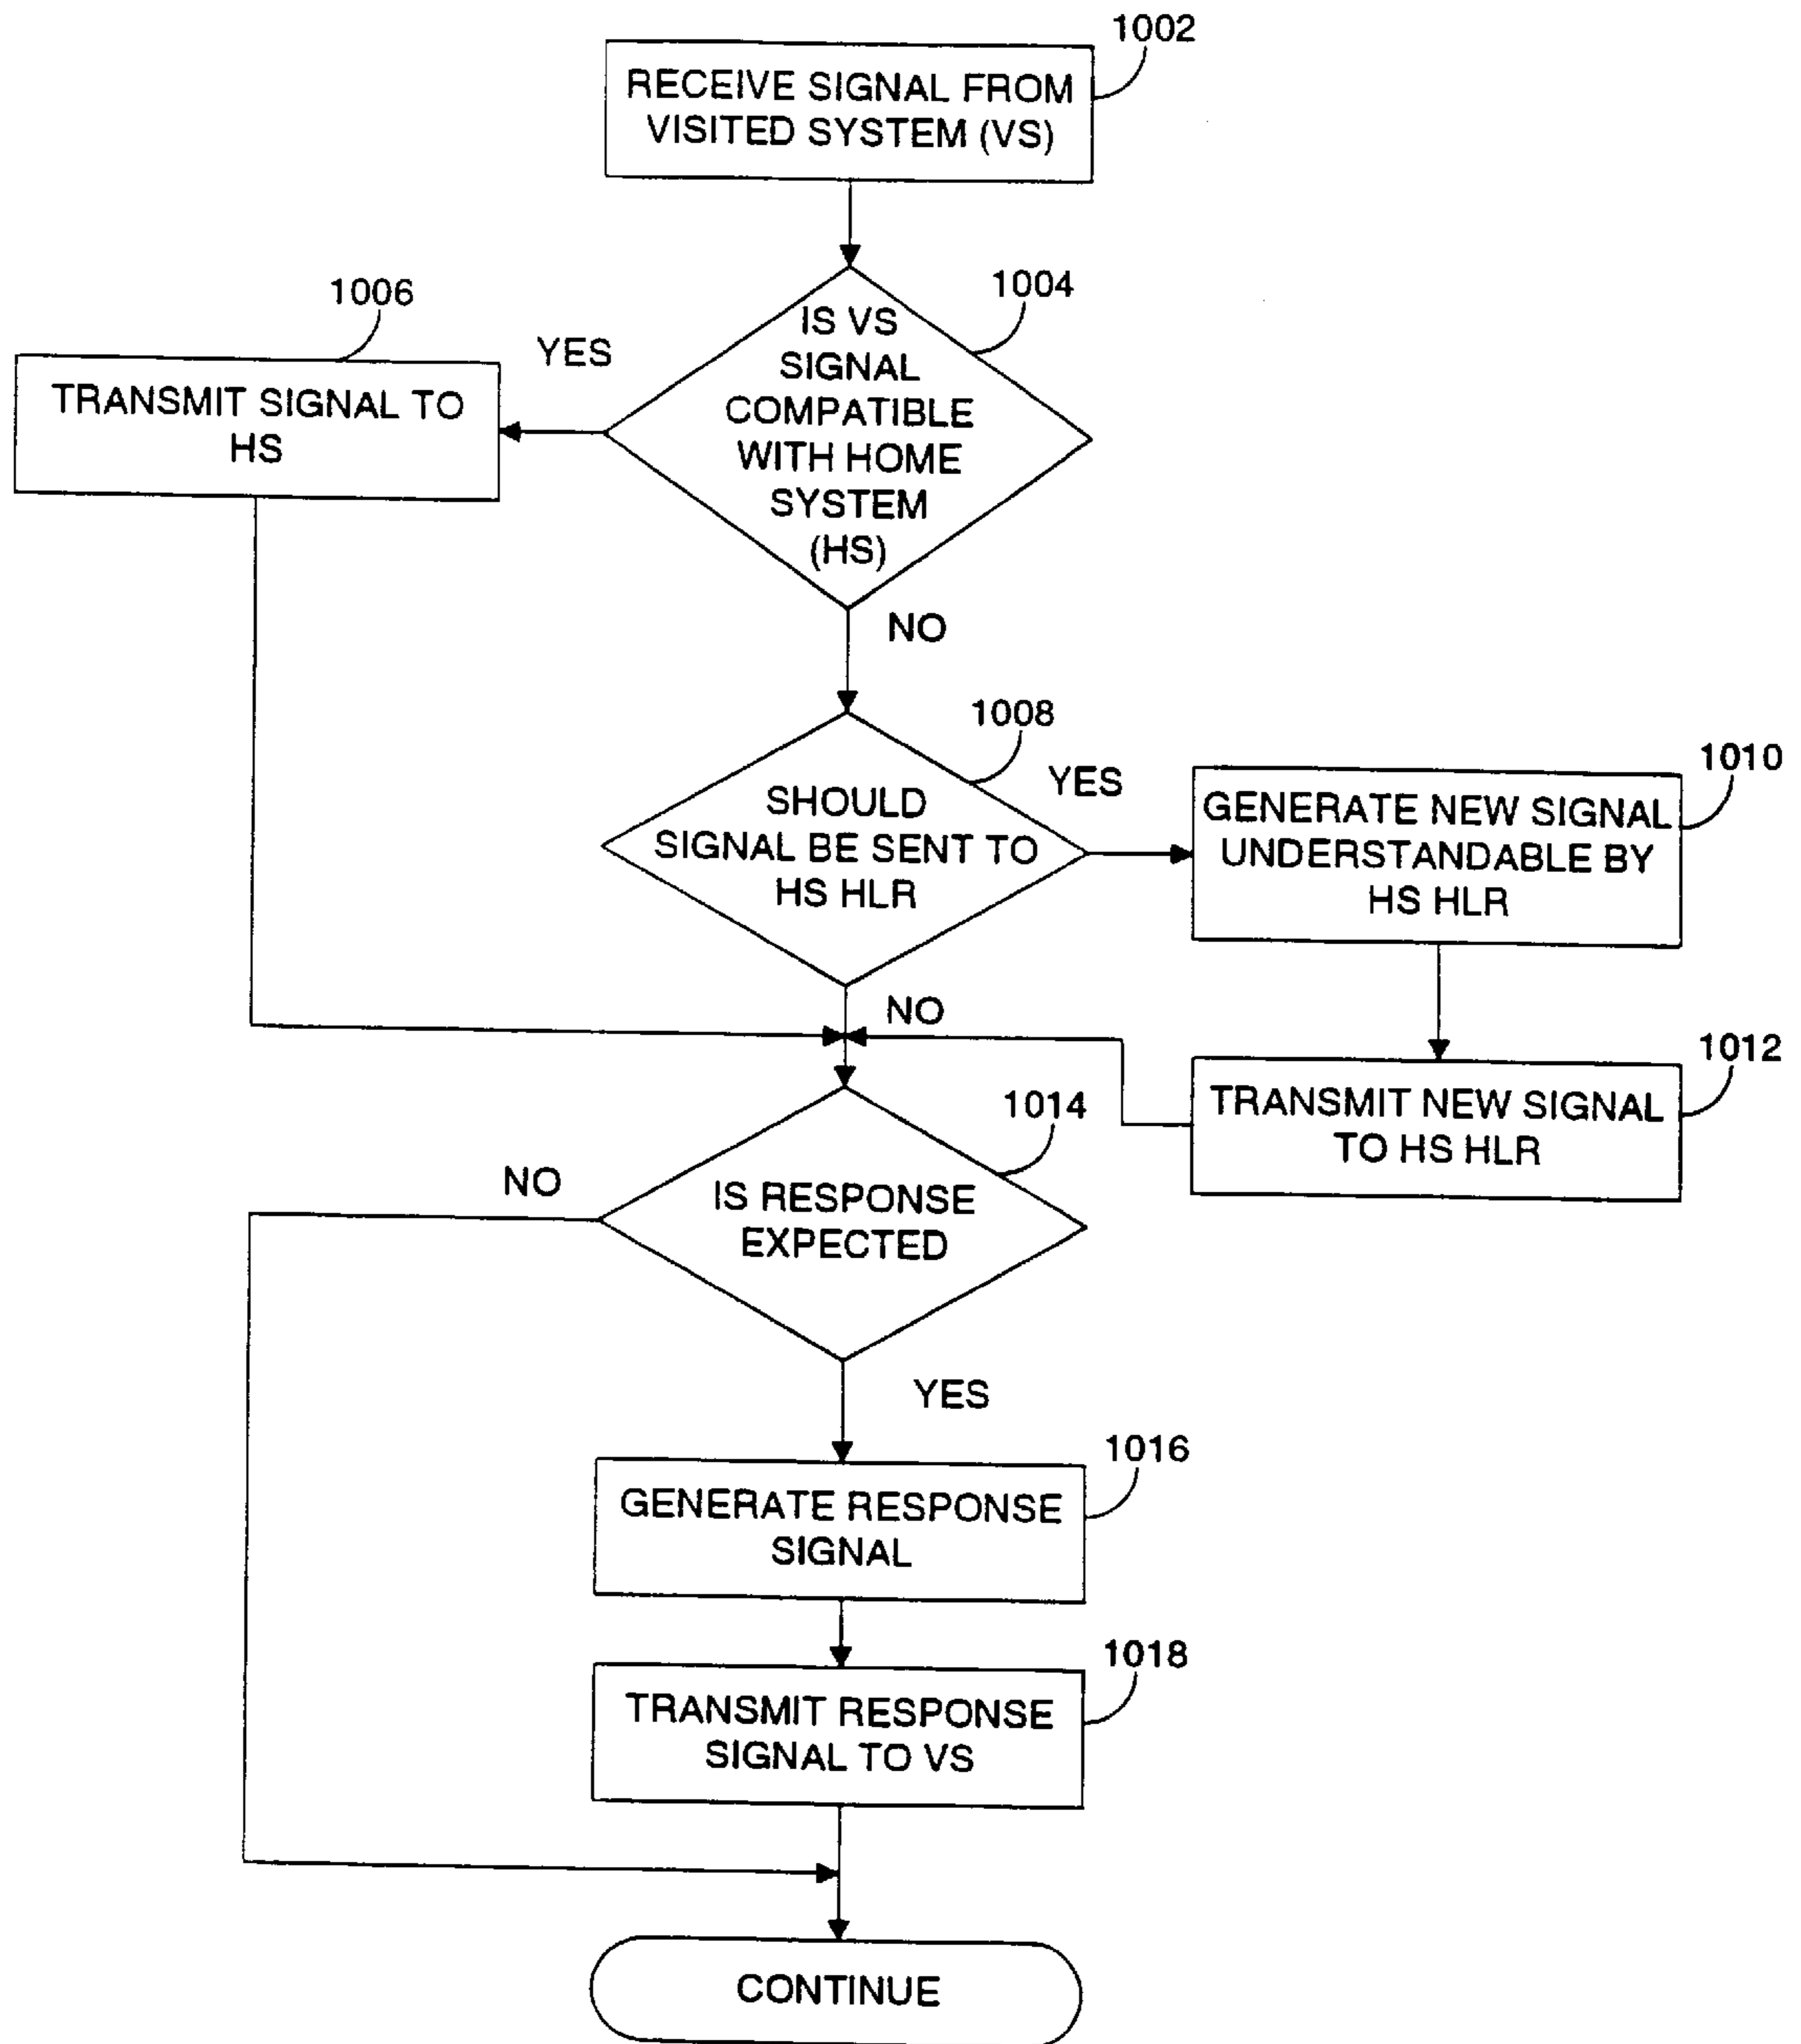 1002
RECEIVE SIGNAL FROM
VISITED SYSTEM (VS)
1004
IS VS
SIGNAL
COMPATIBLE
WITH HOME
SYSTEM
(HS)
YES
1006
TRANSMIT SIGNAL TO
HS
NO
1008
SHOULD
SIGNAL BE SENT TO
HS HLR
YES
1010
GENERATE NEW SIGNAL
UNDERSTANDABLE BY
HS HLR
NO
1012
TRANSMIT NEW SIGNAL
TO HS HLR
1014
IS RESPONSE
EXPECTED
NO
YES
1016
GENERATE RESPONSE
SIGNAL
1018
TRANSMIT RESPONSE
SIGNAL TO VS
CONTINUE